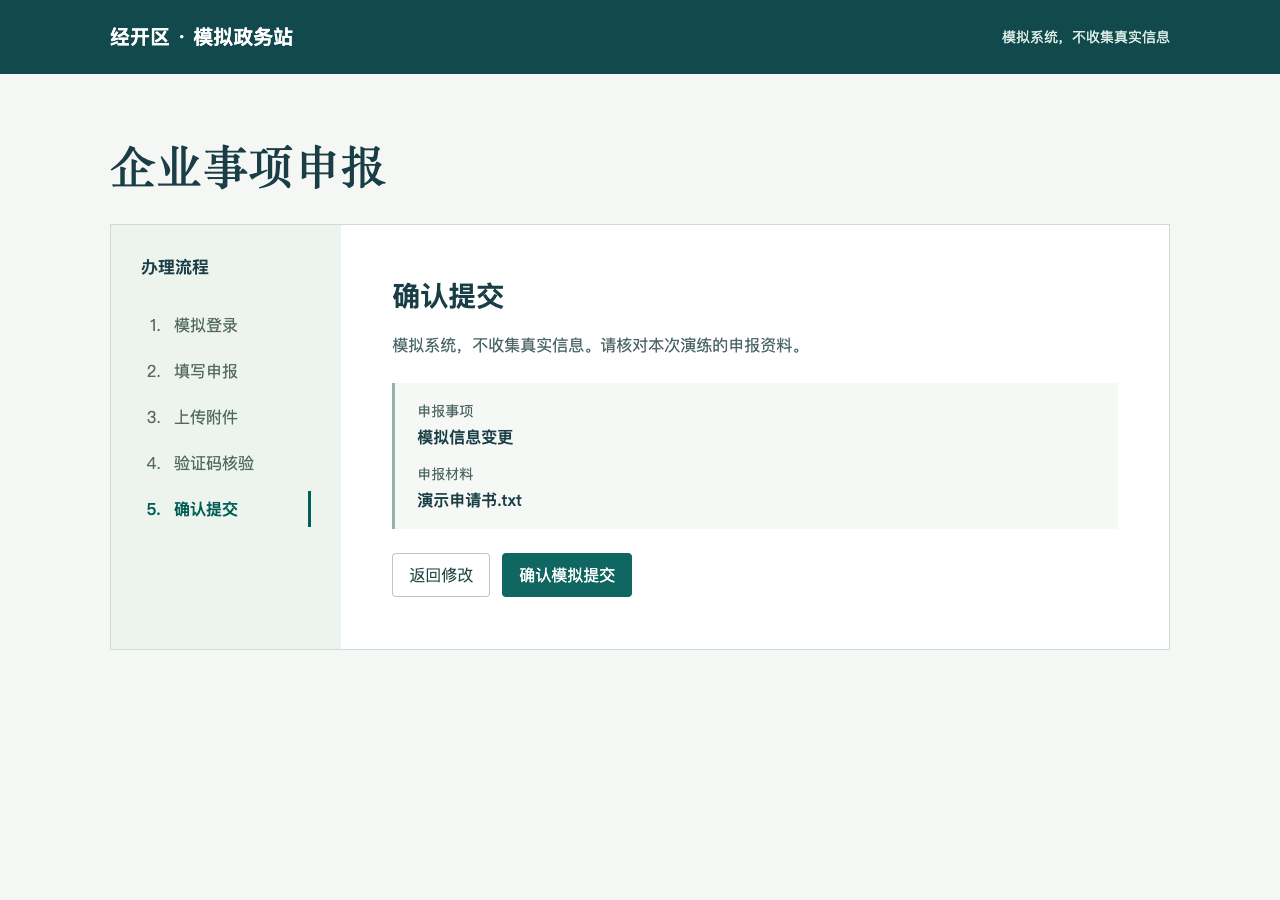 经开区 · 模拟政务站
模拟系统，不收集真实信息
企业事项申报
办理流程
1. 模拟登录
2. 填写申报
3. 上传附件
4. 验证码核验
5. 确认提交
确认提交
模拟系统，不收集真实信息。请核对本次演练的申报资料。
申报事项
模拟信息变更
申报材料
演示申请书.txt
返回修改
确认模拟提交